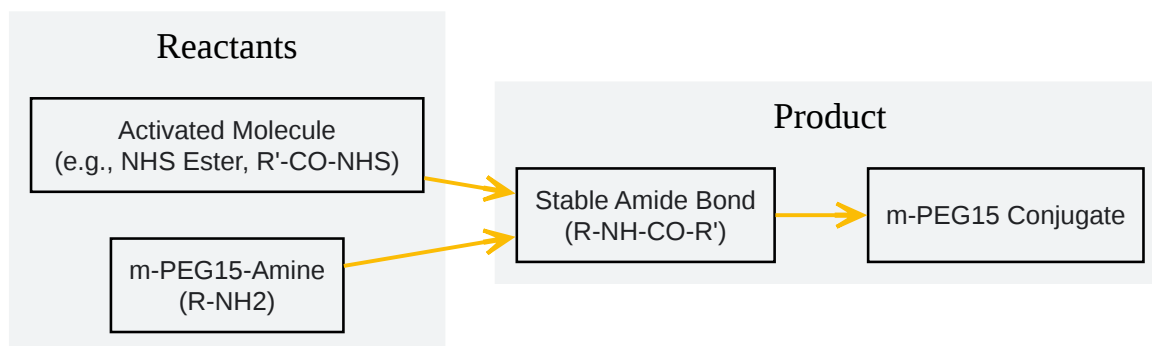 Reactants
Activated Molecule
(e.g., NHS Ester, R'-CO-NHS)
m-PEG15-Amine
(R-NH2)
Product
Stable Amide Bond
(R-NH-CO-R')
m-PEG15 Conjugate